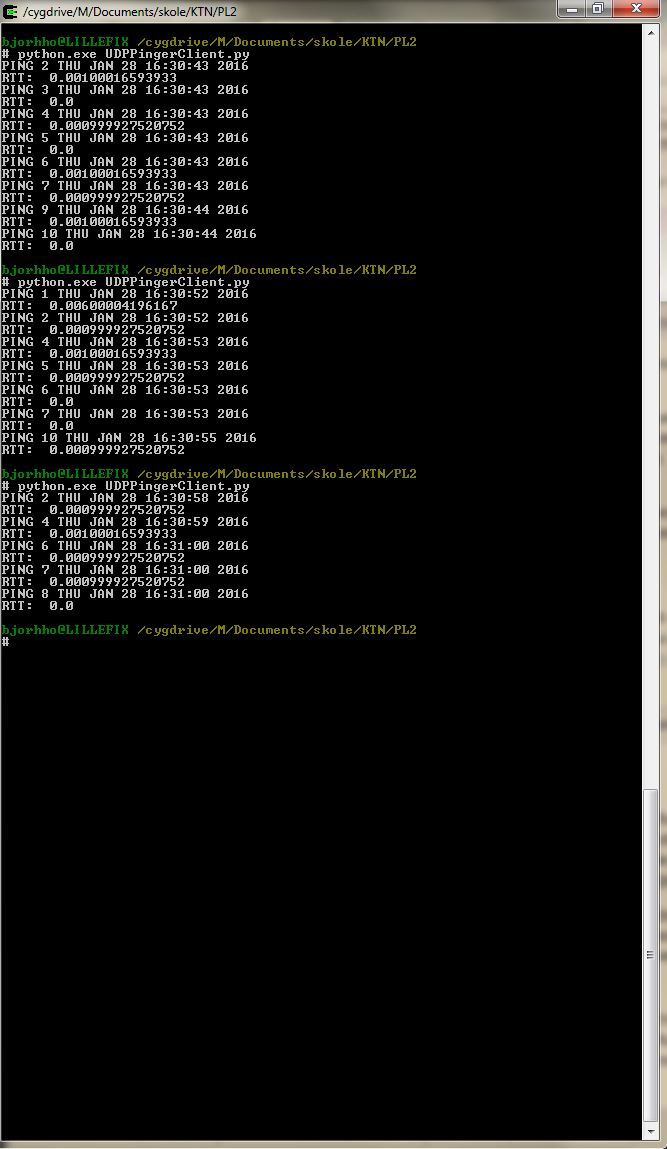 /cygdrive/M/Documents/skole/KTN/PL2
bjorhho@LILLEFIX /cygdrive/M/Documents/skole/KTN/PL2
# python.exe UDPPingerClient.py
PING 2 THU JAN 28 16:30:43 2016
RTT:  0.00100016593933
PING 3 THU JAN 28 16:30:43 2016
RTT:  0.0
PING 4 THU JAN 28 16:30:43 2016
RTT:  0.000999927520752
PING 5 THU JAN 28 16:30:43 2016
RTT:  0.0
PING 6 THU JAN 28 16:30:43 2016
RTT:  0.00100016593933
PING 7 THU JAN 28 16:30:43 2016
RTT:  0.000999927520752
PING 9 THU JAN 28 16:30:44 2016
RTT:  0.00100016593933
PING 10 THU JAN 28 16:30:44 2016
RTT:  0.0
bjorhho@LILLEFIX /cygdrive/M/Documents/skole/KTN/PL2
# python.exe UDPPingerClient.py
PING 1 THU JAN 28 16:30:52 2016
RTT:  0.00600004196167
PING 2 THU JAN 28 16:30:52 2016
RTT:  0.000999927520752
PING 4 THU JAN 28 16:30:53 2016
RTT:  0.00100016593933
PING 5 THU JAN 28 16:30:53 2016
RTT:  0.000999927520752
PING 6 THU JAN 28 16:30:53 2016
RTT:  0.0
PING 7 THU JAN 28 16:30:53 2016
RTT:  0.0
PING 10 THU JAN 28 16:30:55 2016
RTT:  0.000999927520752
bjorhho@LILLEFIX /cygdrive/M/Documents/skole/KTN/PL2
# python.exe UDPPingerClient.py
PING 2 THU JAN 28 16:30:58 2016
RTT:  0.000999927520752
PING 4 THU JAN 28 16:30:59 2016
RTT:  0.00100016593933
PING 6 THU JAN 28 16:31:00 2016
RTT:  0.000999927520752
PING 7 THU JAN 28 16:31:00 2016
RTT:  0.000999927520752
PING 8 THU JAN 28 16:31:00 2016
RTT:  0.0
bjorhho@LILLEFIX /cygdrive/M/Documents/skole/KTN/PL2
#